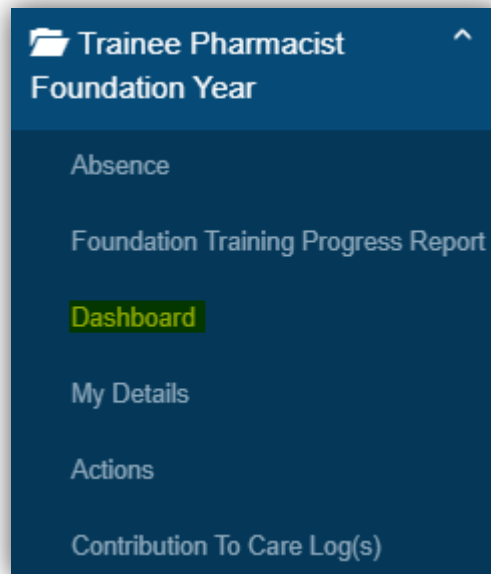 Trainee Pharmacist
Foundation Year
Absence
Foundation Training Progress Report
Dashboard
My Details
Actions
Contribution To Care Log(s)